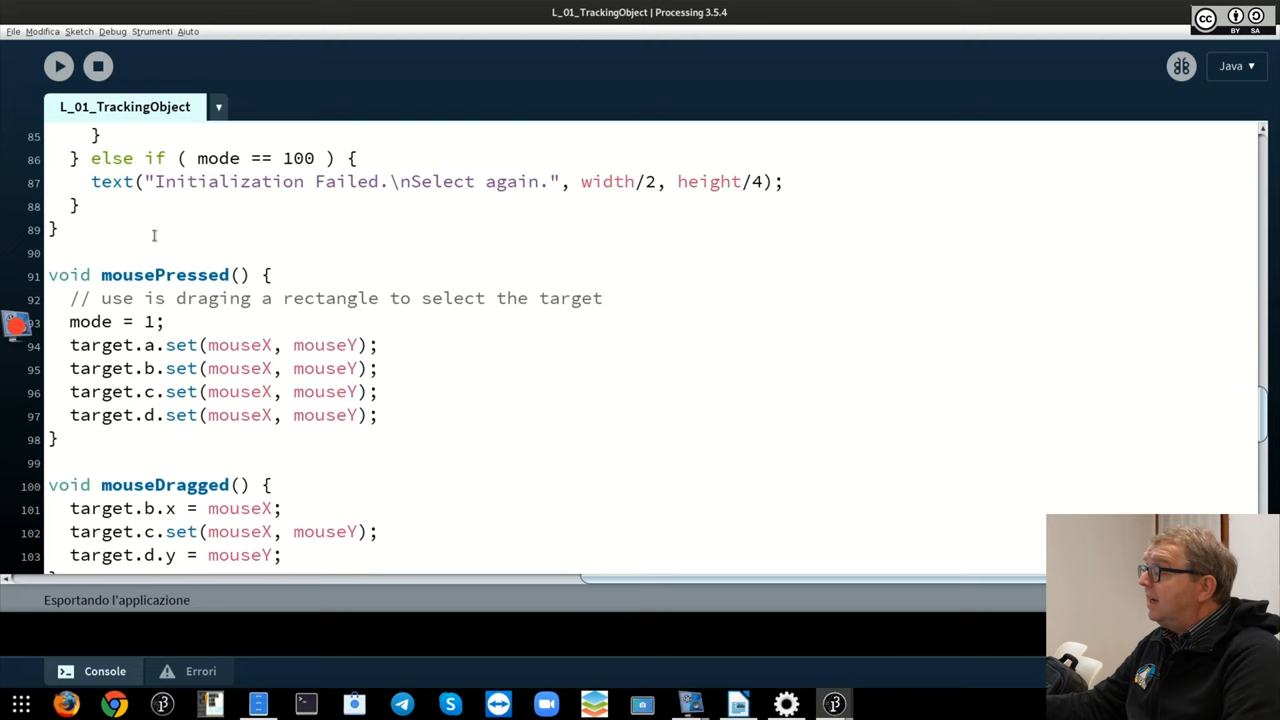 L_01_TrackingObject | Processing 3.5.4
File Modifica Sketch Debug Strumenti Aiuto
CC
BY SA
Java ▼
L_01_TrackingObject ▼
85 }
86 } else if ( mode == 100 ) {
87 text("Initialization Failed.\nSelect again.", width/2, height/4);
88 }
89 }
90
91 void mousePressed() {
92 // use is draging a rectangle to select the target
93 mode = 1;
94 target.a.set(mouseX, mouseY);
95 target.b.set(mouseX, mouseY);
96 target.c.set(mouseX, mouseY);
97 target.d.set(mouseX, mouseY);
98 }
99
100 void mouseDragged() {
101 target.b.x = mouseX;
102 target.c.set(mouseX, mouseY);
103 target.d.y = mouseY;
Esportando l'applicazione
Console Errori